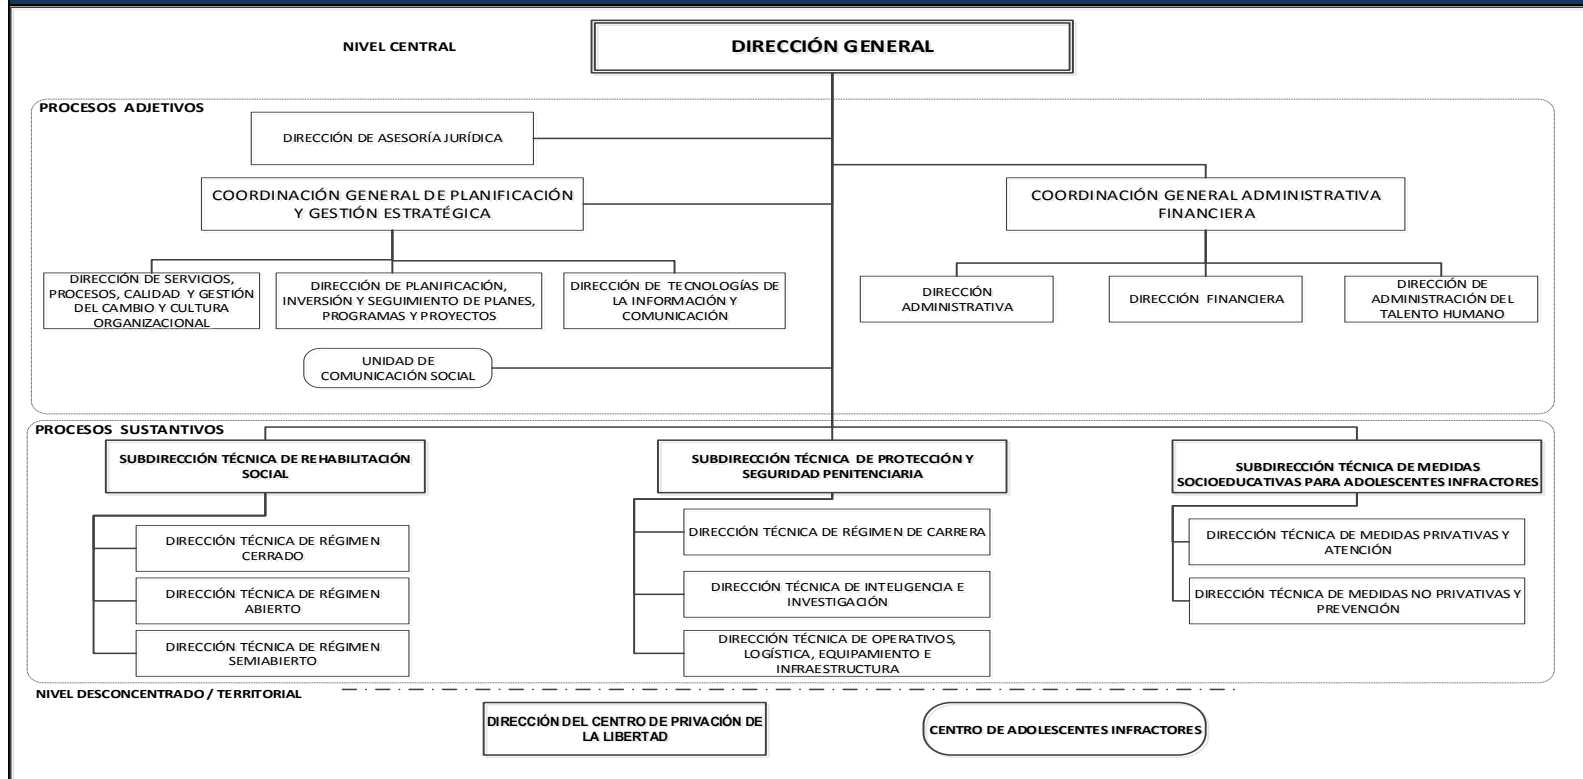 NIVEL CENTRAL
DIRECCIÓN GENERAL
PROCESOS ADJETIVOS
DIRECCIÓN DE ASESORÍA JURÍDICA
COORDINACIÓN GENERAL DE PLANIFICACIÓN
Y GESTIÓN ESTRATÉGICA
COORDINACIÓN GENERAL ADMINISTRATIVA
FINANCIERA
DIRECCIÓN DE SERVICIOS,
PROCESOS, CALIDAD Y GESTIÓN
DEL CAMBIO Y CULTURA
ORGANIZACIONAL
DIRECCIÓN DE PLANIFICACIÓN,
INVERSIÓN Y SEGUIMIENTO DE PLANES,
PROGRAMAS Y PROYECTOS
DIRECCIÓN DE TECNOLOGÍAS DE
LA INFORMACIÓN Y
COMUNICACIÓN
DIRECCIÓN
ADMINISTRATIVA
DIRECCIÓN FINANCIERA
DIRECCIÓN DE
ADMINISTRACIÓN DEL
TALENTO HUMANO
UNIDAD DE
COMUNICACIÓN SOCIAL
PROCESOS SUSTANTIVOS
SUBDIRECCIÓN TÉCNICA DE REHABILITACIÓN
SOCIAL
SUBDIRECCIÓN TÉCNICA DE PROTECCIÓN Y
SEGURIDAD PENITENCIARIA
SUBDIRECCIÓN TÉCNICA DE MEDIDAS
SOCIOEDUCATIVAS PARA ADOLESCENTES INFRACTORES
DIRECCIÓN TÉCNICA DE RÉGIMEN
CERRADO
DIRECCIÓN TÉCNICA DE RÉGIMEN
ABIERTO
DIRECCIÓN TÉCNICA DE RÉGIMEN
SEMIABIERTO
DIRECCIÓN TÉCNICA DE RÉGIMEN DE CARRERA
DIRECCIÓN TÉCNICA DE INTELIGENCIA E
INVESTIGACIÓN
DIRECCIÓN TÉCNICA DE OPERATIVOS,
LOGÍSTICA, EQUIPAMIENTO E
INFRAESTRUCTURA
DIRECCIÓN TÉCNICA DE MEDIDAS PRIVATIVAS Y
ATENCIÓN
DIRECCIÓN TÉCNICA DE MEDIDAS NO PRIVATIVAS Y
PREVENCIÓN
NIVEL DESCONCENTRADO / TERRITORIAL
DIRECCIÓN DEL CENTRO DE PRIVACIÓN DE
LA LIBERTAD
CENTRO DE ADOLESCENTES INFRACTORES